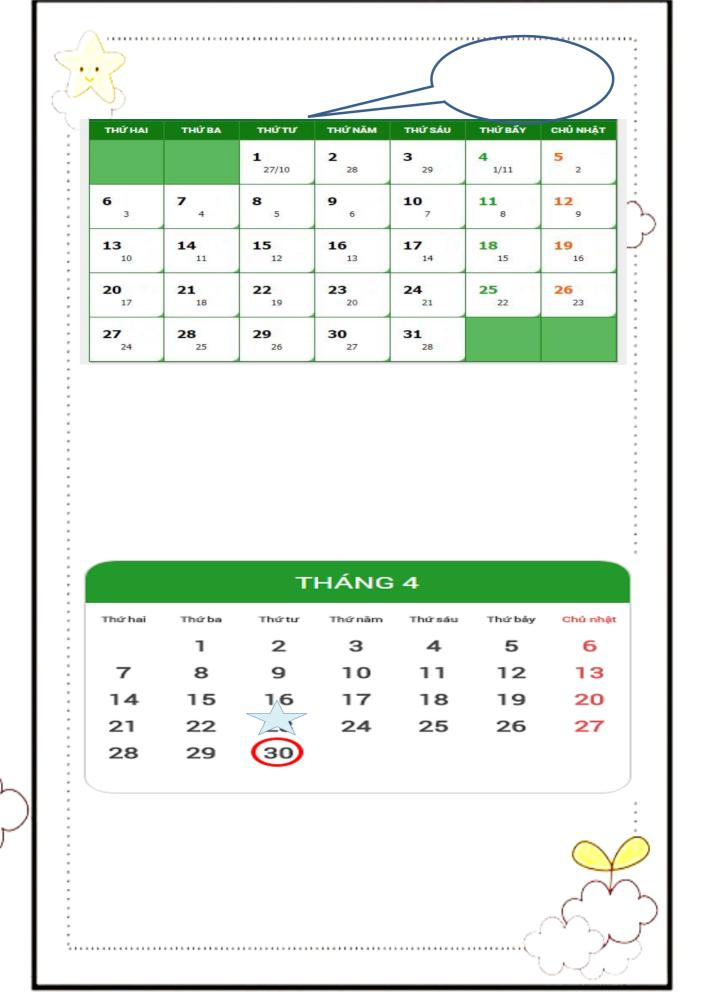 THỨ HAI THỨ BA THỨ TƯ THỨ NĂM THỨ SÁU THỨ BẨY CHỦ NHẬT
1 2 3 4 5
27/10 28 29 1/11 2
6 7 8 9 10 11 12
3 4 5 6 7 8 9
13 14 15 16 17 18 19
10 11 12 13 14 15 16
20 21 22 23 24 25 26
17 18 19 20 21 22 23
27 28 29 30 31
24 25 26 27 28
THÁNG 4
Thứ hai Thứ ba Thứ tư Thứ năm Thứ sáu Thứ bảy Chủ nhật
1 2 3 4 5 6
7 8 9 10 11 12 13
14 15 16 17 18 19 20
21 22 24 25 26 27
28 29 30